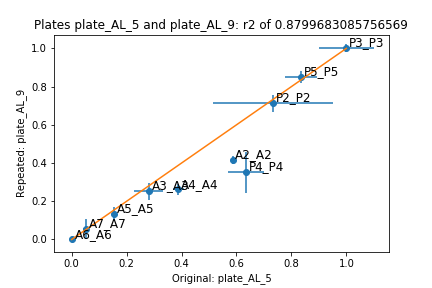 Plates plate_AL_5 and plate_AL_9: r2 of 0.8799683085756569
1.0
0.8
0.6
0.4
0.2
0.0
Repeated: plate_AL_9
P3_P3
P5_P5
P2_P2
A2_A2
P4_P4
A3_A3
A4_A4
A5_A5
A7_A7
A6_A6
0.0 0.2 0.4 0.6 0.8 1.0
Original: plate_AL_5